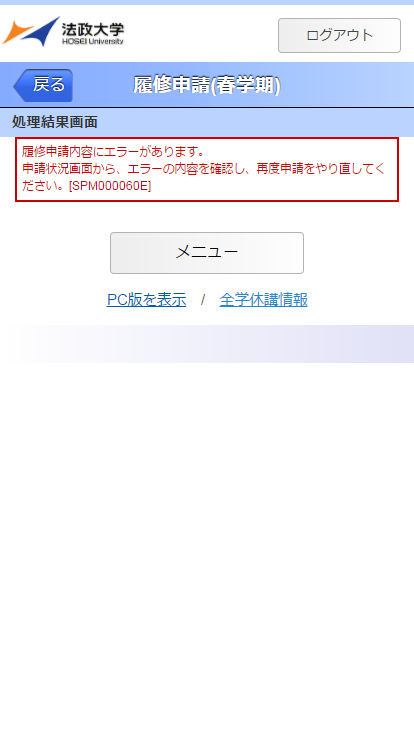 法政大学
HOSEI University
ログアウト
戻る
履修申請(春学期)
処理結果画面
履修申請内容にエラーがあります。
申請状況画面から、エラーの内容を確認し、再度申請をやり直してく
ださい。[SPM000060E]
メニュー
PC版を表示 / 全学休講情報